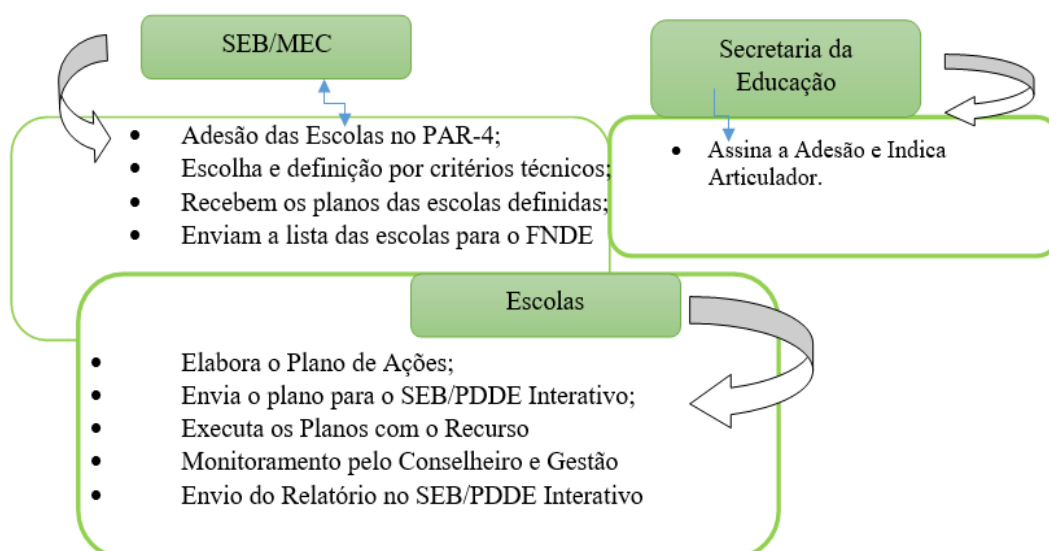 SEB/MEC
• Adesão das Escolas no PAR-4;
• Escolha e definição por critérios técnicos;
• Recebem os planos das escolas definidas;
• Enviam a lista das escolas para o FNDE
Secretaria da
Educação
• Assina a Adesão e Indica
Articulador.
Escolas
• Elabora o Plano de Ações;
• Envia o plano para o SEB/PDDE Interativo;
• Executa os Planos com o Recurso
• Monitoramento pelo Conselheiro e Gestão
• Envio do Relatório no SEB/PDDE Interativo